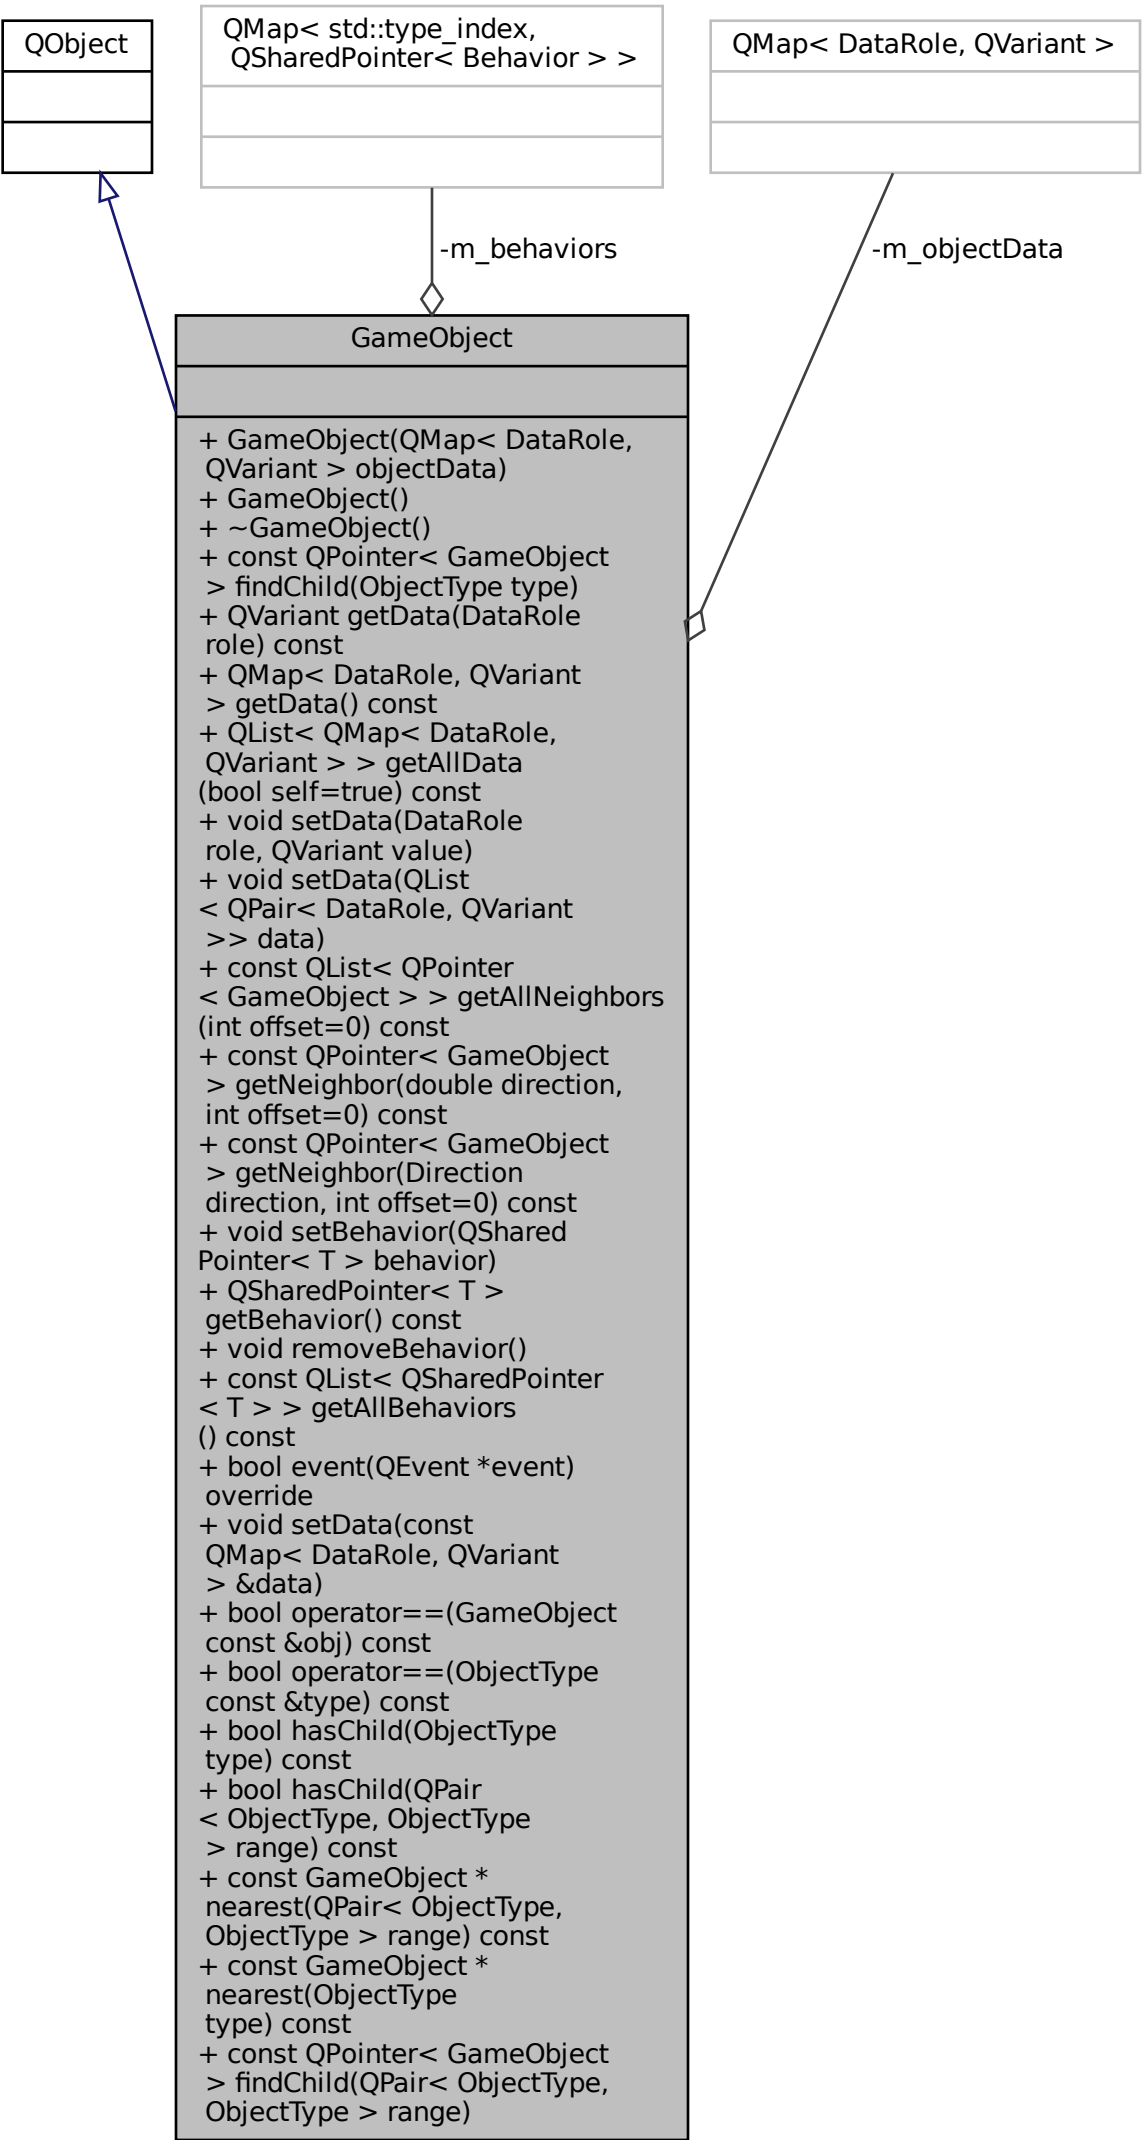 QObject
QMap< std::type_index,
QSharedPointer< Behavior > >
QMap< DataRole, QVariant >
-m_behaviors
-m_objectData
GameObject
+ GameObject(QMap< DataRole,
QVariant > objectData)
+ GameObject()
+ ~GameObject()
+ const QPointer< GameObject
> findChild(ObjectType type)
+ QVariant getData(DataRole
role) const
+ QMap< DataRole, QVariant
> getData() const
+ QList< QMap< DataRole,
QVariant > > getAllData
(bool self=true) const
+ void setData(DataRole
role, QVariant value)
+ void setData(QList
< QPair< DataRole, QVariant
>> data)
+ const QList< QPointer
< GameObject > > getAllNeighbors
(int offset=0) const
+ const QPointer< GameObject
> getNeighbor(double direction,
int offset=0) const
+ const QPointer< GameObject
> getNeighbor(Direction
direction, int offset=0) const
+ void setBehavior(QShared
Pointer< T > behavior)
+ QSharedPointer< T >
getBehavior() const
+ void removeBehavior()
+ const QList< QSharedPointer
< T > > getAllBehaviors
() const
+ bool event(QEvent *event)
override
+ void setData(const
QMap< DataRole, QVariant
> &data)
+ bool operator==(GameObject
const &obj) const
+ bool operator==(ObjectType
const &type) const
+ bool hasChild(ObjectType
type) const
+ bool hasChild(QPair
< ObjectType, ObjectType
> range) const
+ const GameObject *
nearest(QPair< ObjectType,
ObjectType > range) const
+ const GameObject *
nearest(ObjectType
type) const
+ const QPointer< GameObject
> findChild(QPair< ObjectType,
ObjectType > range)